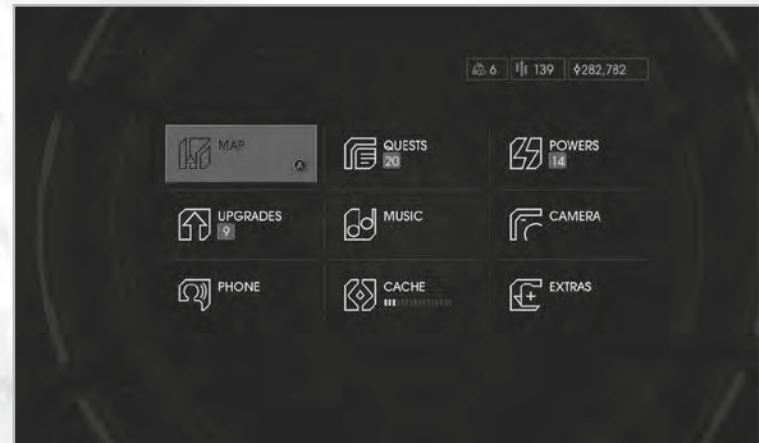 6 139 282,782
MAP
A
QUESTS
20
POWERS
14
UPGRADES
9
MUSIC
CAMERA
PHONE
CACHE
EXTRAS